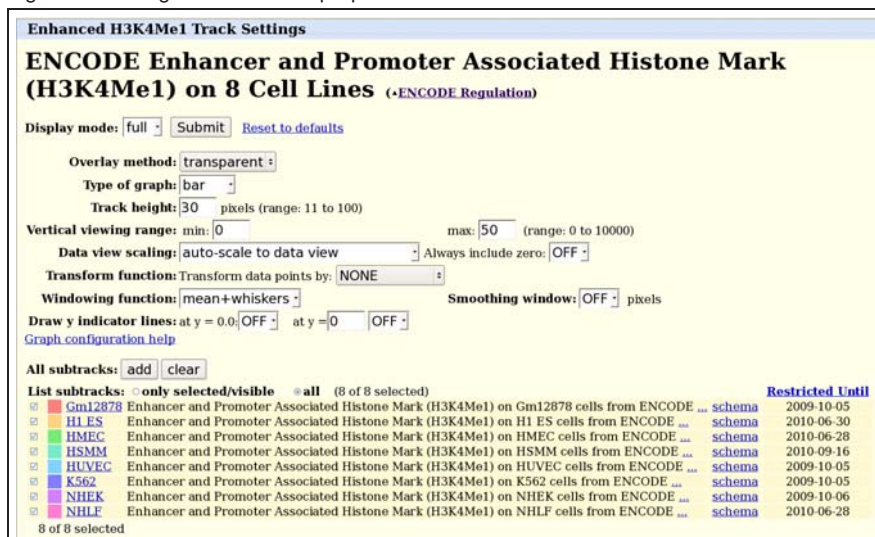 Enhanced H3K4Me1 Track Settings
ENCODE Enhancer and Promoter Associated Histone Mark
(H3K4Me1) on 8 Cell Lines (ENCODE Regulation)
Display mode: full Submit Reset to defaults
Overlay method: transparent
Type of graph: bar
Track height: 30 pixels (range: 11 to 100)
Vertical viewing range: min: 0 max: 50 (range: 0 to 10000)
Data view scaling: auto-scale to data view Always include zero: OFF
Transform function: Transform data points by: NONE
Windowing function: mean+whiskers Smoothing window: OFF pixels
Draw y indicator lines: at y = 0.0: OFF at y = 0 OFF
Graph configuration help
All subtracks: add clear
List subtracks: only selected/visible all (8 of 8 selected) Restricted Until
Gm12878 Enhancer and Promoter Associated Histone Mark (H3K4Me1) on Gm12878 cells from ENCODE ... schema 2009-10-05
H1 ES Enhancer and Promoter Associated Histone Mark (H3K4Me1) on H1 ES cells from ENCODE ... schema 2010-06-30
HMEC Enhancer and Promoter Associated Histone Mark (H3K4Me1) on HMEC cells from ENCODE ... schema 2010-06-28
HSMM Enhancer and Promoter Associated Histone Mark (H3K4Me1) on HSMM cells from ENCODE ... schema 2010-09-16
HUVEC Enhancer and Promoter Associated Histone Mark (H3K4Me1) on HUVEC cells from ENCODE ... schema 2009-10-05
K562 Enhancer and Promoter Associated Histone Mark (H3K4Me1) on K562 cells from ENCODE ... schema 2009-10-05
NHEK Enhancer and Promoter Associated Histone Mark (H3K4Me1) on NHEK cells from ENCODE ... schema 2009-10-06
NHLF Enhancer and Promoter Associated Histone Mark (H3K4Me1) on NHLF cells from ENCODE ... schema 2010-06-28
8 of 8 selected